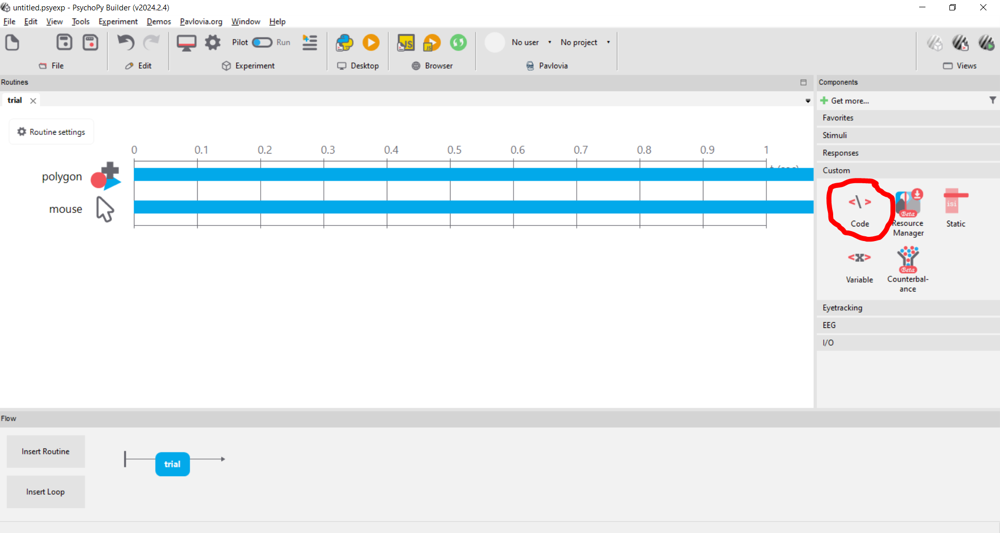 untitled.psyexp - PsychoPy Builder (v2024.2.4)
File Edit View Tools Experiment Demos Pavlovia.org Window Help
Pilot Run
No user No project
File Edit Experiment Desktop Browser Pavlovia Views
JS JS
Routines
Components
trial
Get more...
Routine settings
Favorites
Stimuli
Responses
Custom
0 0.1 0.2 0.3 0.4 0.5 0.6 0.7 0.8 0.9 1
polygon
mouse
<\ >
Code
Beta
Resource
Manager
isi
Static
<x>
Variable
Beta
Counterbal-
ance
Eyetracking
EEG
I/O
Flow
Insert Routine
trial
Insert Loop